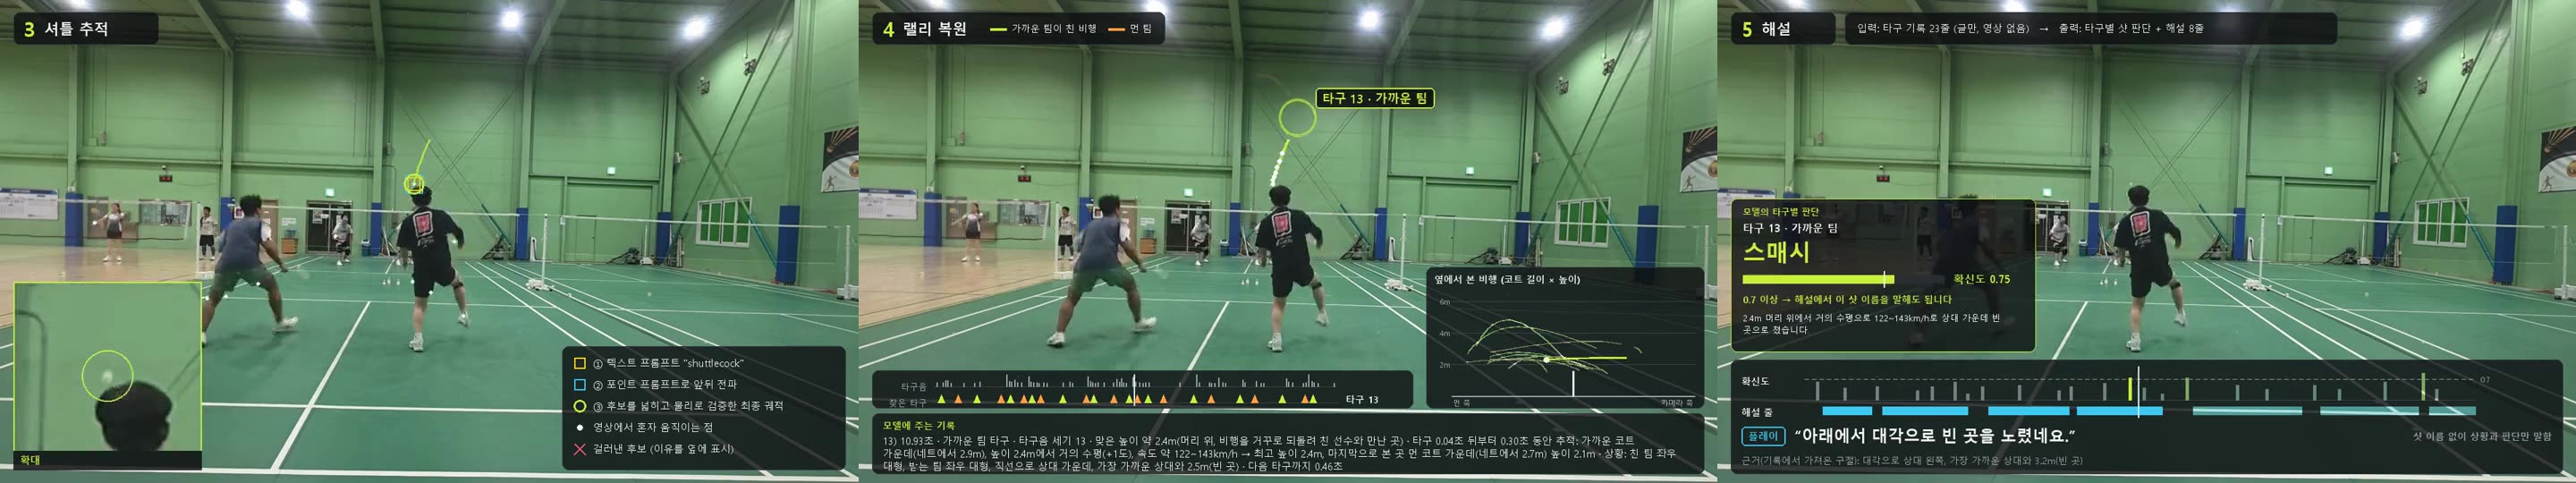 3 셔틀 추적
확대
① 텍스트 프롬프트 "shuttlecock"
② 포인트 프롬프트로 앞뒤 전파
③ 후보를 넓히고 물리로 검증한 최종 궤적
영상에서 혼자 움직이는 점
걸러낸 후보 (이유를 옆에 표시)
4 랠리 복원
가까운 팀이 친 비행
먼 팀
타구 13 · 가까운 팀
옆에서 본 비행 (코트 길이 × 높이)
6m
4m
2m
먼 쪽
카메라 쪽
타구음
찾은 타구
타구 13
모델에 주는 기록
13) 10.93초 · 가까운 팀 타구 · 타구음 세기 13 · 맞은 높이 약 2.4m(머리 위, 비행을 거꾸로 되돌려 친 선수와 만난 곳) · 타구 0.04초 뒤부터 0.30초 동안 추적: 가까운 코트
가운데(네트에서 2.9m), 높이 2.4m에서 거의 수평(+1도), 속도 약 122~143km/h → 최고 높이 2.4m, 마지막으로 본 곳 먼 코트 가운데(네트에서 2.7m) 높이 2.1m · 상황: 친 팀 좌우
대형, 받는 팀 좌우 대형, 직선으로 상대 가운데, 가장 가까운 상대와 2.5m(빈 곳) · 다음 타구까지 0.46초
5 해설
입력: 타구 기록 23줄 (글만, 영상 없음) → 출력: 타구별 샷 판단 + 해설 8줄
모델의 타구별 판단
타구 13 · 가까운 팀
스매시
확신도 0.75
0.7 이상 → 해설에서 이 샷 이름을 말해도 됩니다
2.4m 머리 위에서 거의 수평으로 122~143km/h로 상대 가운데 빈
곳으로 쳤습니다
확신도
0.7
해설 줄
플레이
“아래에서 대각으로 빈 곳을 노렸네요.”
샷 이름 없이 상황과 판단만 말함
근거(기록에서 가져온 구절): 대각으로 상대 왼쪽, 가장 가까운 상대와 3.2m(빈 곳)